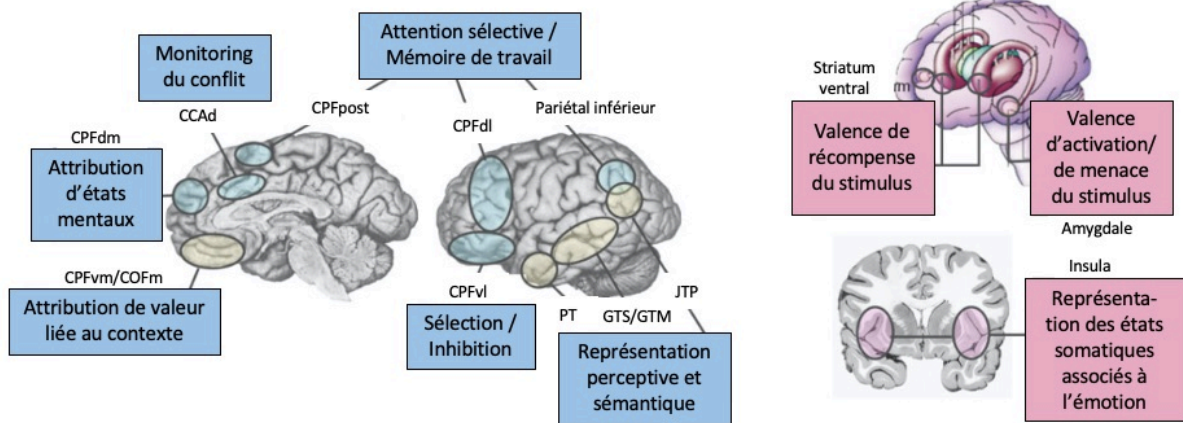 Monitoring
du conflit
CCAd
CPFpost
Attention sélective /
Mémoire de travail
CPFdl
Pariétal inférieur
CPFdm
Attribution
d'états
mentaux
CPFvm/COFm
Attribution de valeur
liée au contexte
CPFvl
Sélection /
Inhibition
PT
GTS/GTM
JTP
Représentation
perceptive et
sémantique
Striatum
ventral
Valence de
récompense
du stimulus
Valence
d'activation/
de menace
du stimulus
Amygdale
Insula
Représenta-
tion des états
somatiques
associés à
l'émotion